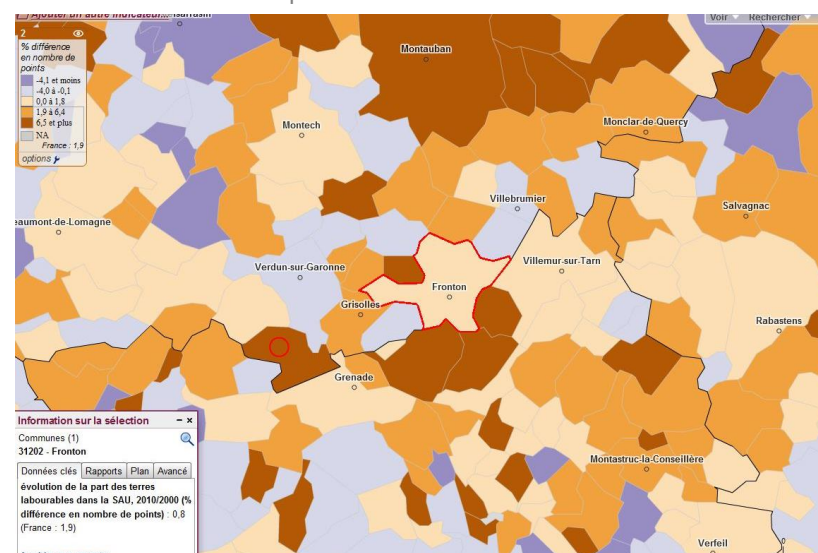 Ajouter un autre indicateur...
Voir
Rechercher
2
% différence
en nombre de
points
-4,1 et moins
-4,0 à -0,1
0,0 à 1,8
1,9 à 6,4
6,5 et plus
NA
France : 1,9
options
Montauban
Montech
Monclar-de-Quercy
Villebrumier
Salvagnac
eaumont-de-Lomagne
Verdun-sur-Garonne
Villemur-sur-Tarn
Fronton
Grisolles
Rabastens
Grenade
Montastruc-la-Conseillère
Verfeil
0
Information sur la sélection
Communes (1)
31202 - Fronton
Données clés Rapports Plan Avancé
évolution de la part des terres
labourables dans la SAU, 2010/2000 (%
différence en nombre de points) : 0,8
(France : 1,9)